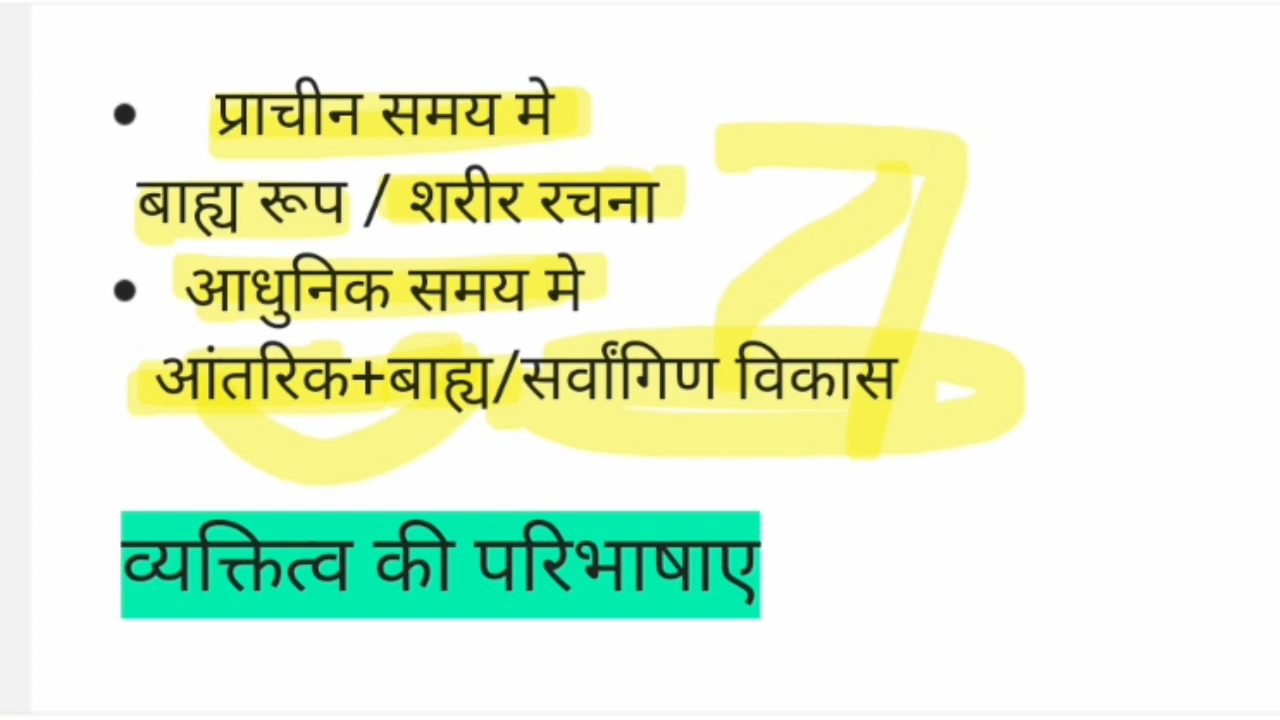 • प्राचीन समय मे
बाह्य रूप / शरीर रचना
• आधुनिक समय मे
आंतरिक+बाह्य/सर्वांगिण विकास
व्यक्तित्व की परिभाषाए